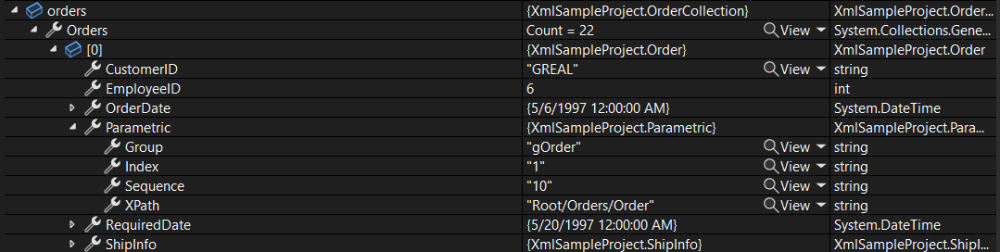 orders {XmlSampleProject.OrderCollection} XmlSampleProject.Order...
Orders Count = 22 View System.Collections.Gene...
[0] {XmlSampleProject.Order} XmlSampleProject.Order
CustomerID "GREAL" View string
EmployeeID 6 int
OrderDate {5/6/1997 12:00:00 AM} System.DateTime
Parametric {XmlSampleProject.Parametric} XmlSampleProject.Para...
Group "gOrder" View string
Index "1" View string
Sequence "10" View string
XPath "Root/Orders/Order" View string
RequiredDate {5/20/1997 12:00:00 AM} System.DateTime
ShipInfo {XmlSampleProject.ShipInfo} XmlSampleProject.ShipI...